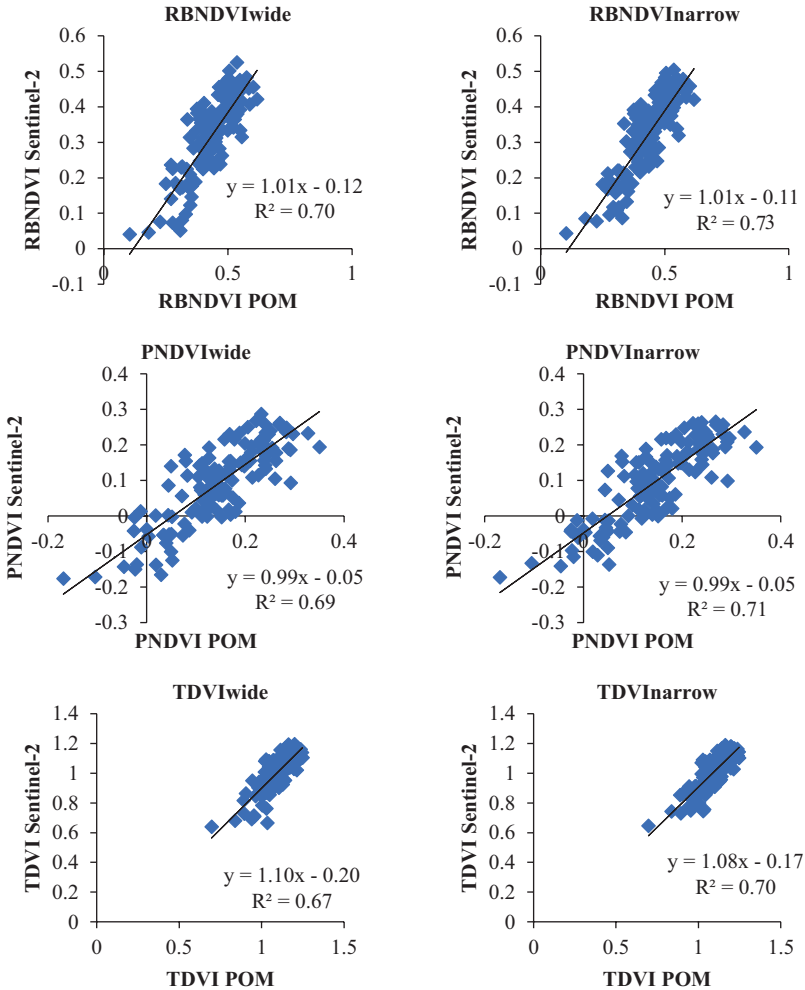 RBNDVIwide
0.6
0.5
0.4
0.3
0.2
0.1
0
-0.1
0
0.5
1
RBNDVI Sentinel-2
RBNDVI POM
y = 1.01x - 0.12
R² = 0.70
RBNDVInarrow
0.6
0.5
0.4
0.3
0.2
0.1
0
-0.1
0
0.5
1
RBNDVI Sentinel-2
RBNDVI POM
y = 1.01x - 0.11
R² = 0.73
PNDVIwide
0.4
0.3
0.2
0.1
0
-0.1
-0.2
-0.3
-0.2
0
0.2
0.4
PNDVI Sentinel-2
PNDVI POM
y = 0.99x - 0.05
R² = 0.69
PNDVInarrow
0.4
0.3
0.2
0.1
0
-0.1
-0.2
-0.3
-0.2
0
0.2
0.4
PNDVI Sentinel-2
PNDVI POM
y = 0.99x - 0.05
R² = 0.71
TDVIwide
1.4
1.2
1
0.8
0.6
0.4
0.2
0
0
0.5
1
1.5
TDVI Sentinel-2
TDVI POM
y = 1.10x - 0.20
R² = 0.67
TDVInarrow
1.4
1.2
1
0.8
0.6
0.4
0.2
0
0
0.5
1
1.5
TDVI Sentinel-2
TDVI POM
y = 1.08x - 0.17
R² = 0.70